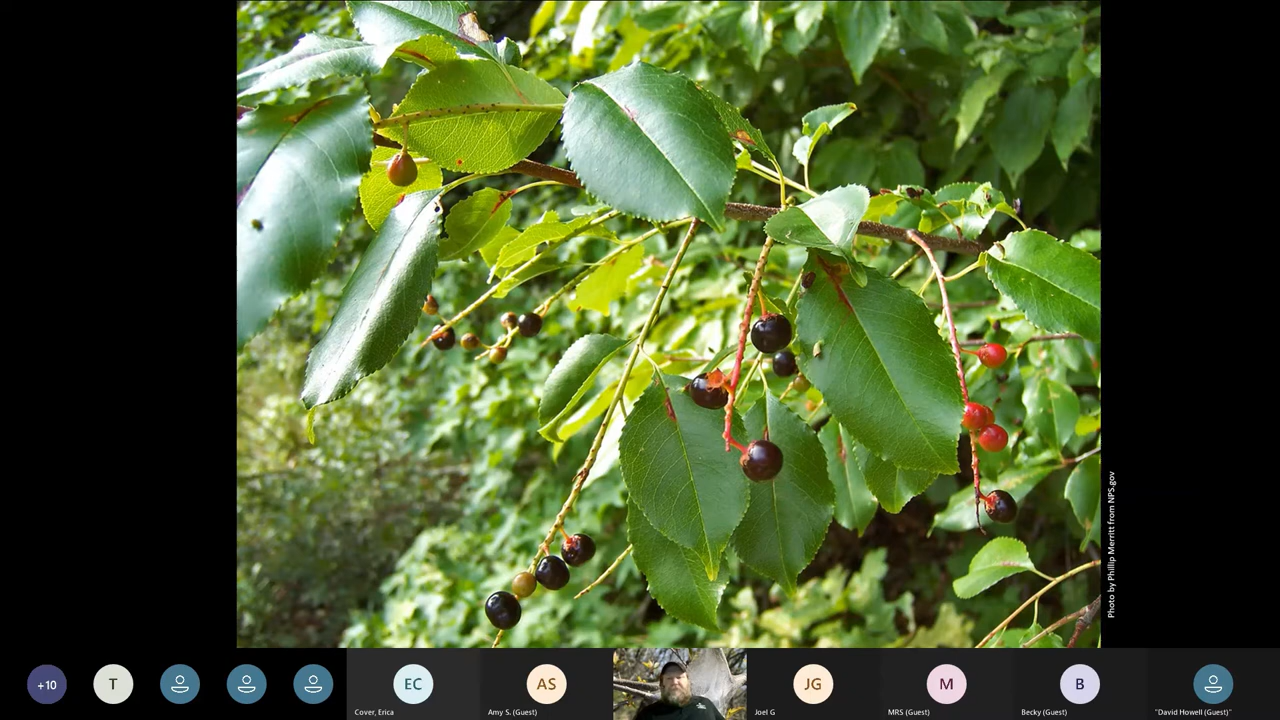 Photo by Phillip Merritt from NPS.gov
+10
T
EC
Cover, Erica
AS
Amy S. (Guest)
JG
Joel G
M
MRS (Guest)
B
Becky (Guest)
"David Howell (Guest)"